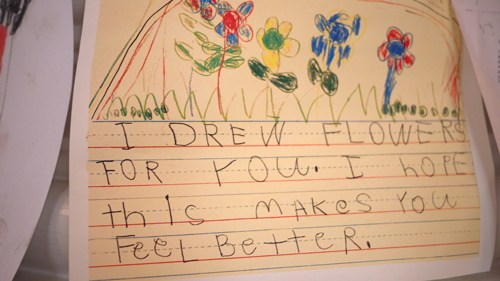 I DREW FLOWERS
FOR YOU. I hOPE
thIs MAKeS YOU
FeeL BetteR.